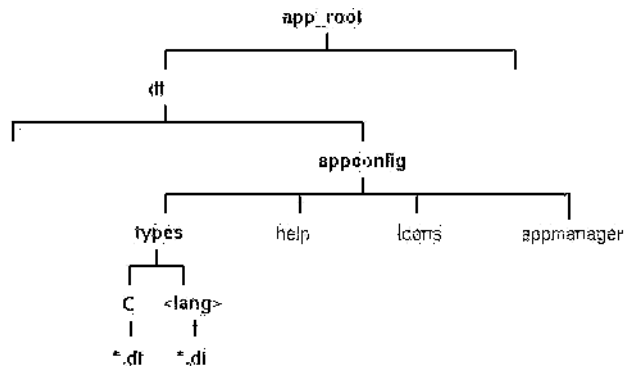 app_root
dt
appconfig
types help icons appmanager
C <lang>
*.dt *.dt